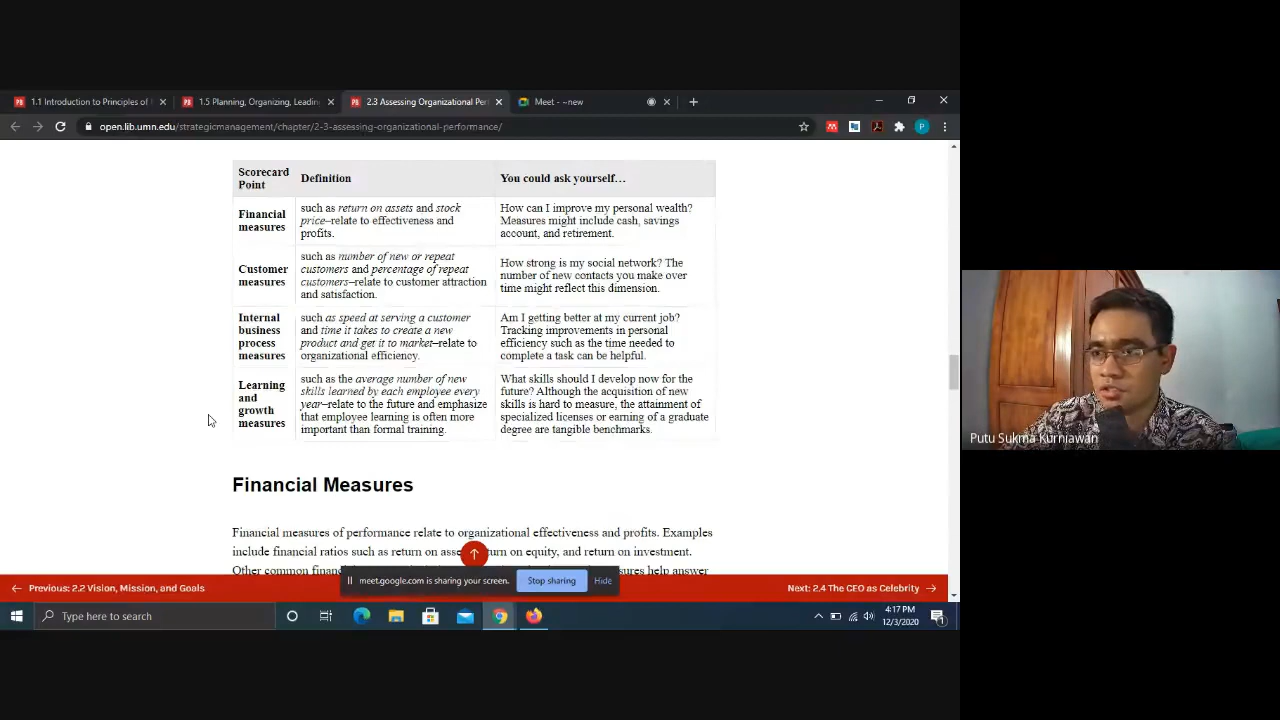 1.1 Introduction to Principles of
1.5 Planning, Organizing, Leadin
2.3 Assessing Organizational Per
Meet - ~new
open.lib.umn.edu/strategicmanagement/chapter/2-3-assessing-organizational-performance/
P
Scorecard Point
Definition
You could ask yourself…
Financial
measures
such as return on assets and stock
price–relate to effectiveness and
profits.
How can I improve my personal wealth?
Measures might include cash, savings
account, and retirement.
Customer
measures
such as number of new or repeat
customers and percentage of repeat
customers–relate to customer attraction
and satisfaction.
How strong is my social network? The
number of new contacts you make over
time might reflect this dimension.
Internal
business
process
measures
such as speed at serving a customer
and time it takes to create a new
product and get it to market–relate to
organizational efficiency.
Am I getting better at my current job?
Tracking improvements in personal
efficiency such as the time needed to
complete a task can be helpful.
Learning
and
growth
measures
such as the average number of new
skills learned by each employee every
year–relate to the future and emphasize
that employee learning is often more
important than formal training.
What skills should I develop now for the
future? Although the acquisition of new
skills is hard to measure, the attainment of
specialized licenses or earning of a graduate
degree are tangible benchmarks.
Financial Measures
Financial measures of performance relate to organizational effectiveness and profits. Examples
include financial ratios such as return on asse turn on equity, and return on investment.
Other common finan sures help answer
meet.google.com is sharing your screen.
Stop sharing
Hide
Previous: 2.2 Vision, Mission, and Goals
Next: 2.4 The CEO as Celebrity
Type here to search
4:17 PM
12/3/2020
1
Putu Sukma Kurniawan